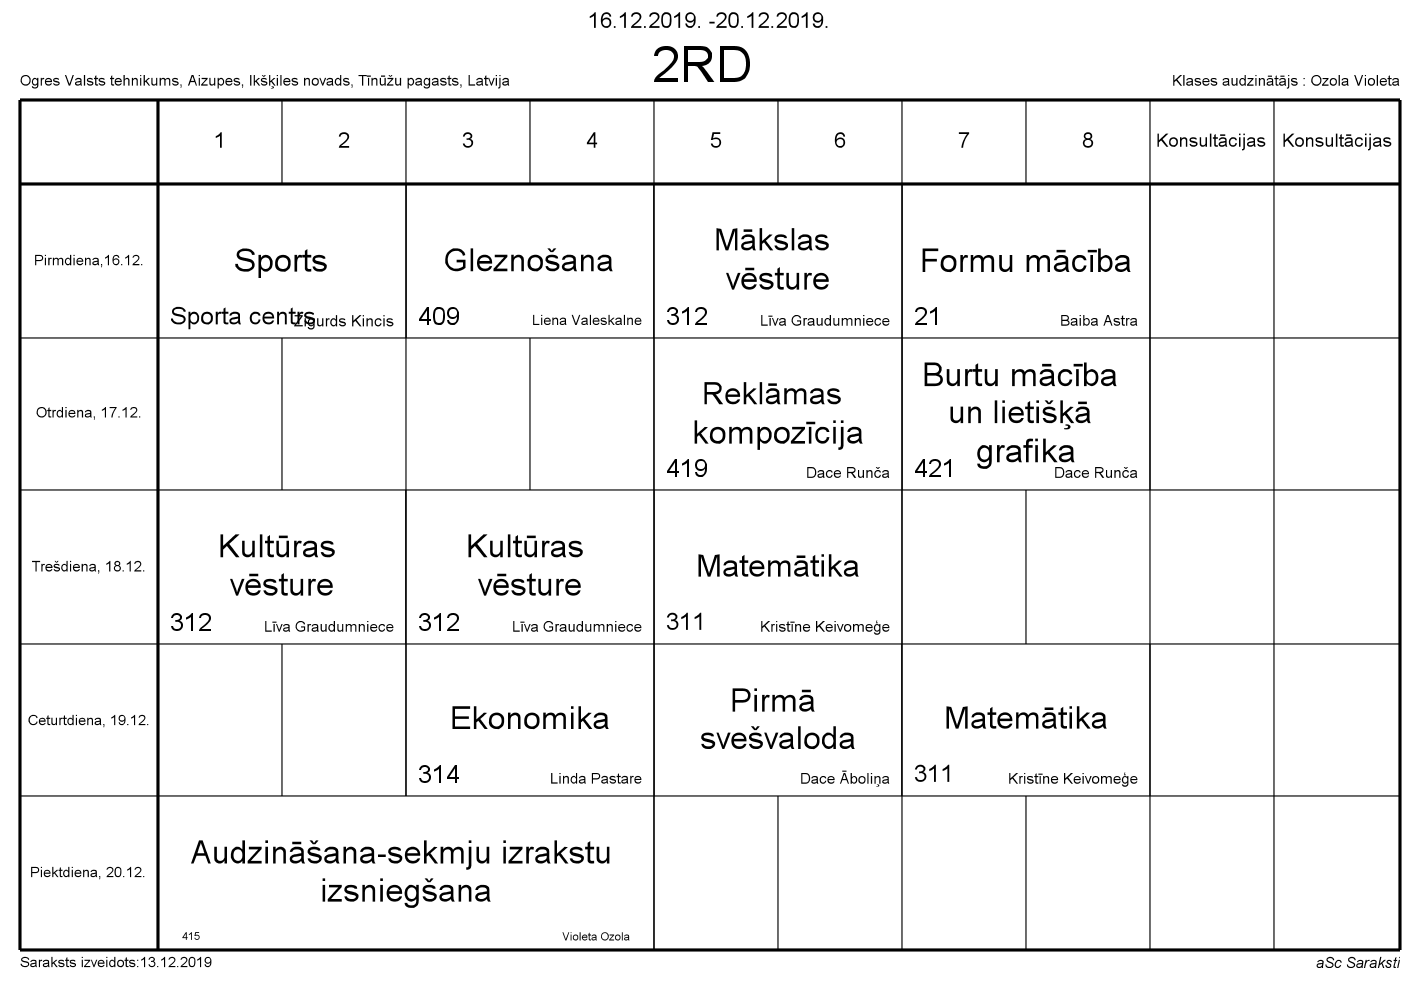 16.12.2019. -20.12.2019.
2RD
Ogres Valsts tehnikums, Aizupes, Ikšķiles novads, Tīnūžu pagasts, Latvija
Klases audzinātājs : Ozola Violeta
1 2 3 4 5 6 7 8 Konsultācijas Konsultācijas
Pirmdiena,16.12.
Sports
Sporta centrs
Zigurds Kincis
Gleznošana
409
Liena Valeskalne
Mākslas
vēsture
312
Līva Graudumniece
Formu mācība
21
Baiba Astra
Otrdiena, 17.12.
Reklāmas
kompozīcija
419
Dace Runča
Burtu mācība
un lietišķā
grafika
421
Dace Runča
Trešdiena, 18.12.
Kultūras
vēsture
312
Līva Graudumniece
Kultūras
vēsture
312
Līva Graudumniece
Matemātika
311
Kristīne Keivomeģe
Ceturtdiena, 19.12.
Ekonomika
314
Linda Pastare
Pirmā
svešvaloda
Dace Āboliņa
Matemātika
311
Kristīne Keivomeģe
Piektdiena, 20.12.
Audzināšana-sekmju izrakstu
izsniegšana
415
Violeta Ozola
Saraksts izveidots:13.12.2019
aSc Saraksti